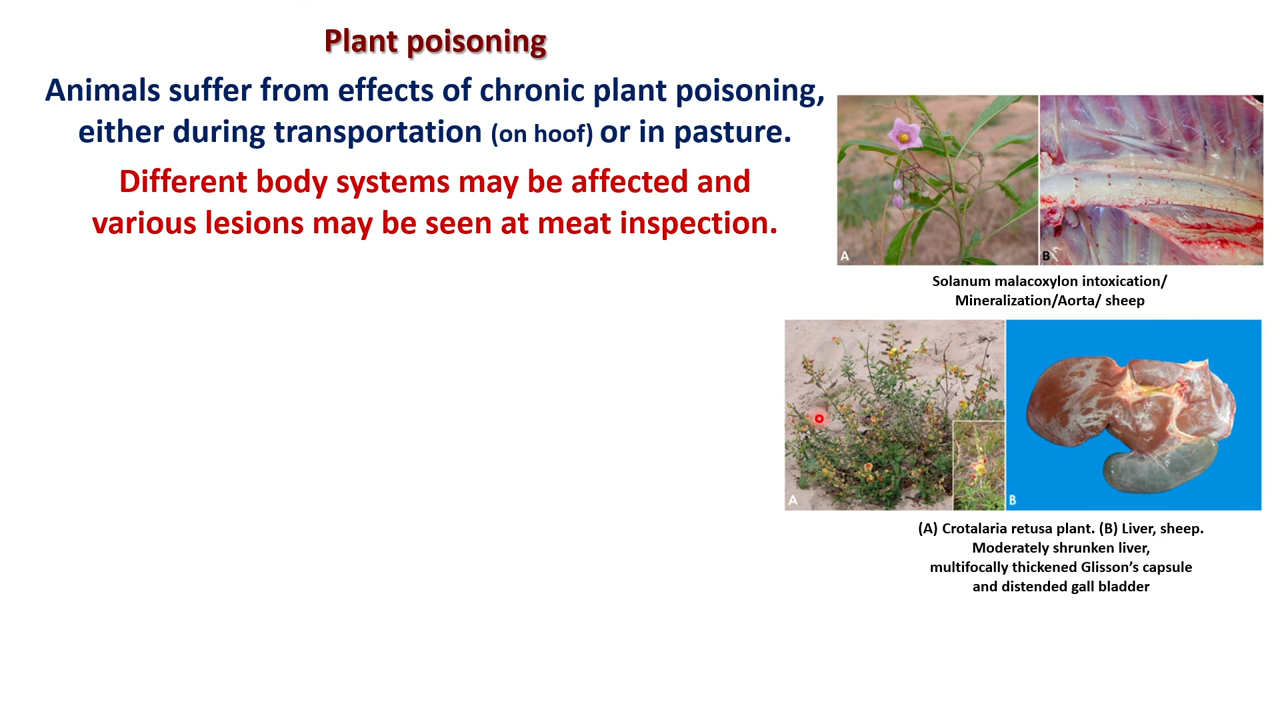 Plant poisoning
Animals suffer from effects of chronic plant poisoning,
either during transportation (on hoof) or in pasture.
Different body systems may be affected and
various lesions may be seen at meat inspection.
A
B
Solanum malacoxylon intoxication/
Mineralization/Aorta/ sheep
A
B
(A) Crotalaria retusa plant. (B) Liver, sheep.
Moderately shrunken liver,
multifocally thickened Glisson’s capsule
and distended gall bladder